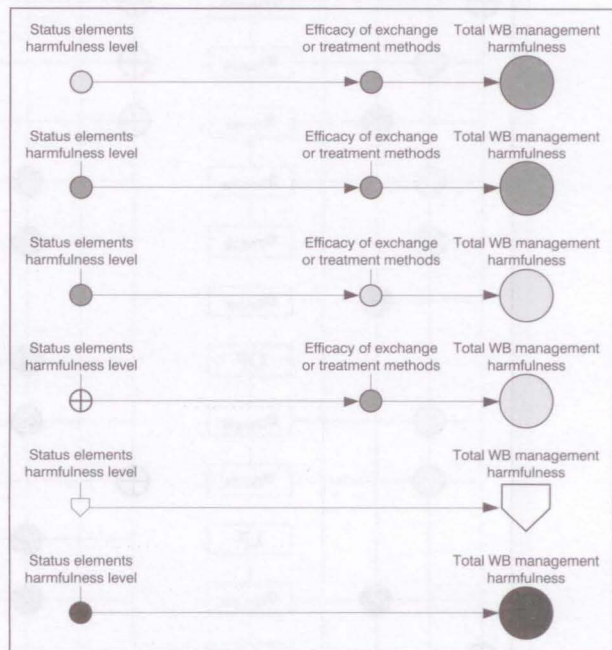 Status elements
harmfulness level
Efficacy of exchange
or treatment methods
Total WB management
harmfulness
Status elements
harmfulness level
Efficacy of exchange
or treatment methods
Total WB management
harmfulness
Status elements
harmfulness level
Efficacy of exchange
or treatment methods
Total WB management
harmfulness
Status elements
harmfulness level
Efficacy of exchange
or treatment methods
Total WB management
harmfulness
Status elements
harmfulness level
Total WB management
harmfulness
Status elements
harmfulness level
Total WB management
harmfulness